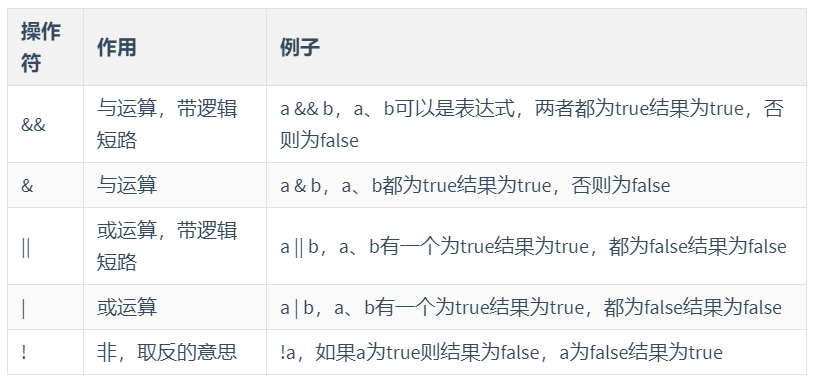 操作
符
作用
例子
&&
与运算，带逻辑
短路
a && b，a、b可以是表达式，两者都为true结果为true，否
则为false
&
与运算
a & b，a、b都为true结果为true，否则为false
||
或运算，带逻辑
短路
a || b，a、b有一个为true结果为true，都为false结果为false
|
或运算
a | b，a、b有一个为true结果为true，都为false结果为false
!
非，取反的意思
!a，如果a为true则结果为false，a为false结果为true